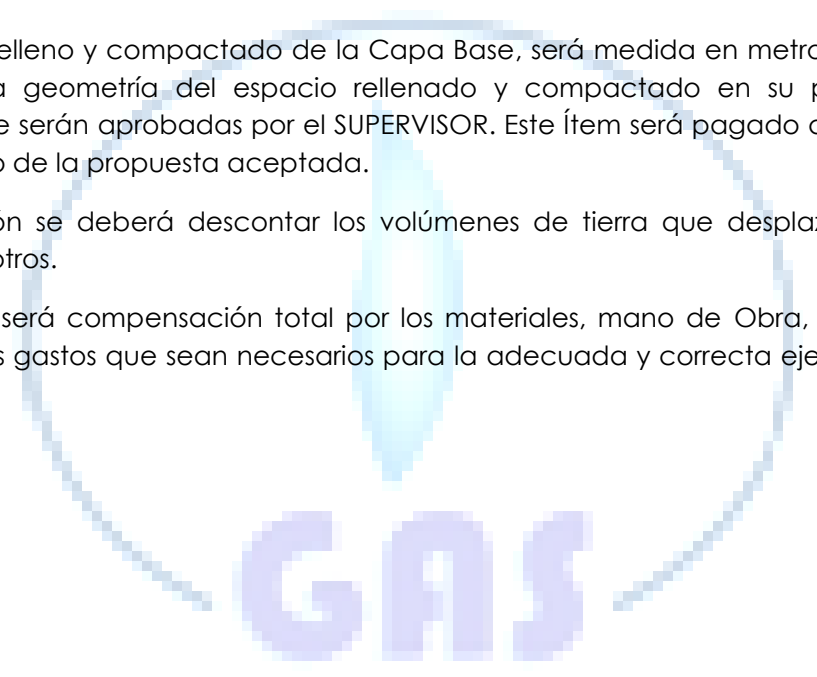 elleno y compactado de la Capa Base, será medida en metro
a geometría del espacio rellenado y compactado en su p
e serán aprobadas por el SUPERVISOR. Este Ítem será pagado d
o de la propuesta aceptada.
ón se deberá descontar los volúmenes de tierra que desplaz
otros.
será compensación total por los materiales, mano de Obra,
s gastos que sean necesarios para la adecuada y correcta eje
GAS